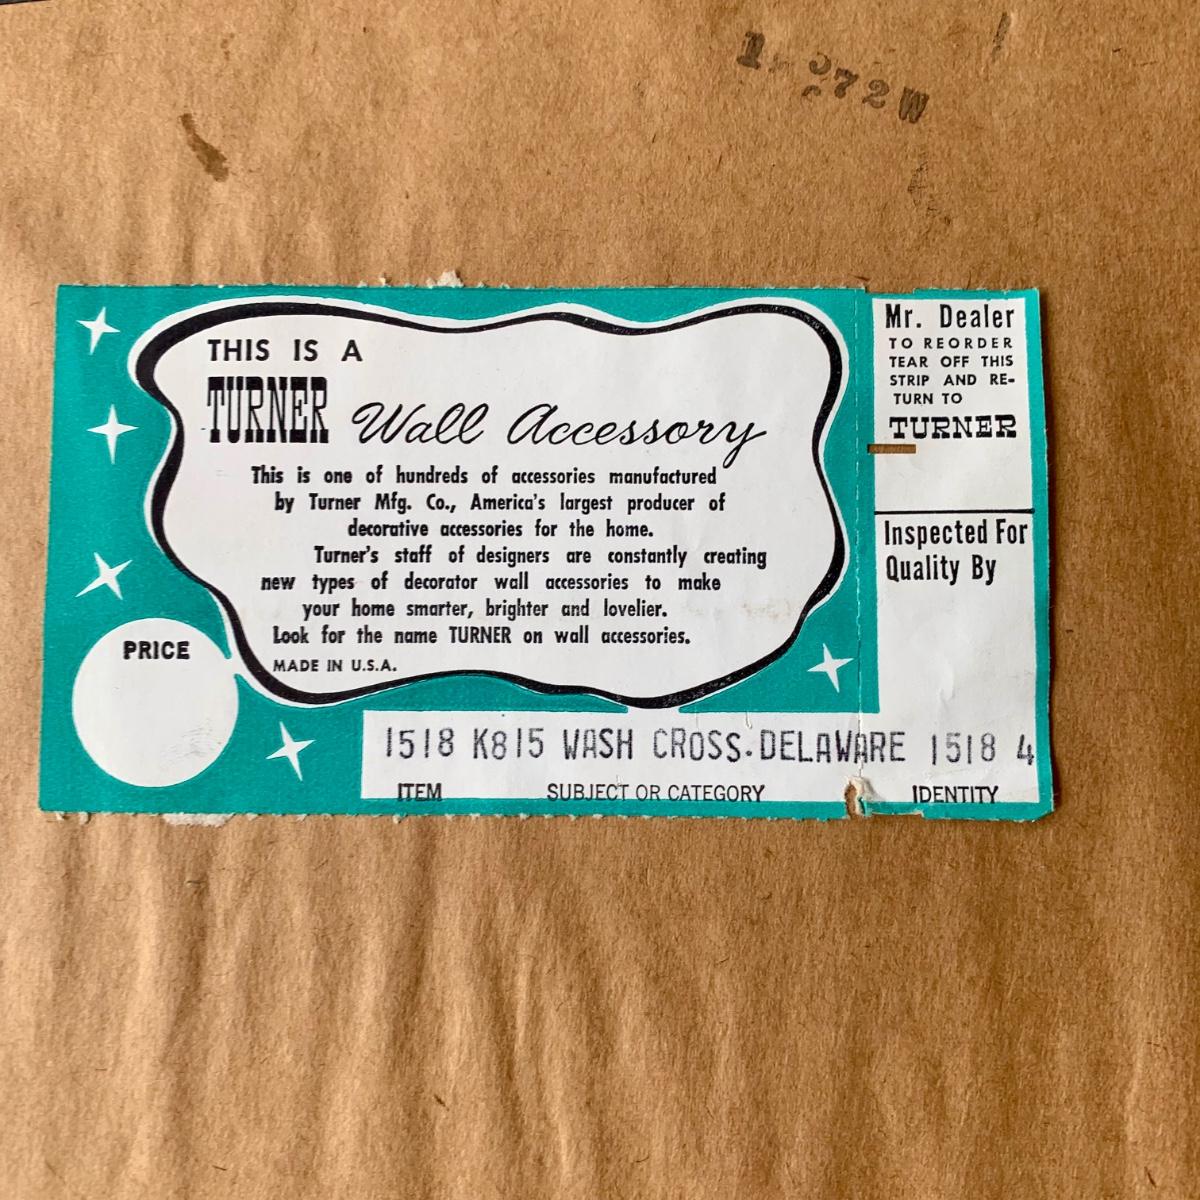 THIS IS A
TURNER Wall Accessory
This is one of hundreds of accessories manufactured
by Turner Mfg. Co., America's largest producer of
decorative accessories for the home.
Turner's staff of designers are constantly creating
new types of decorator wall accessories to make
your home smarter, brighter and lovelier.
Look for the name TURNER on wall accessories.
MADE IN U.S.A.
PRICE
Mr. Dealer
TO REORDER
TEAR OFF THIS
STRIP AND RE-
TURN TO
TURNER
Inspected For
Quality By
1518 K815 WASH CROSS.DELAWARE 1518 4
ITEM SUBJECT OR CATEGORY IDENTITY